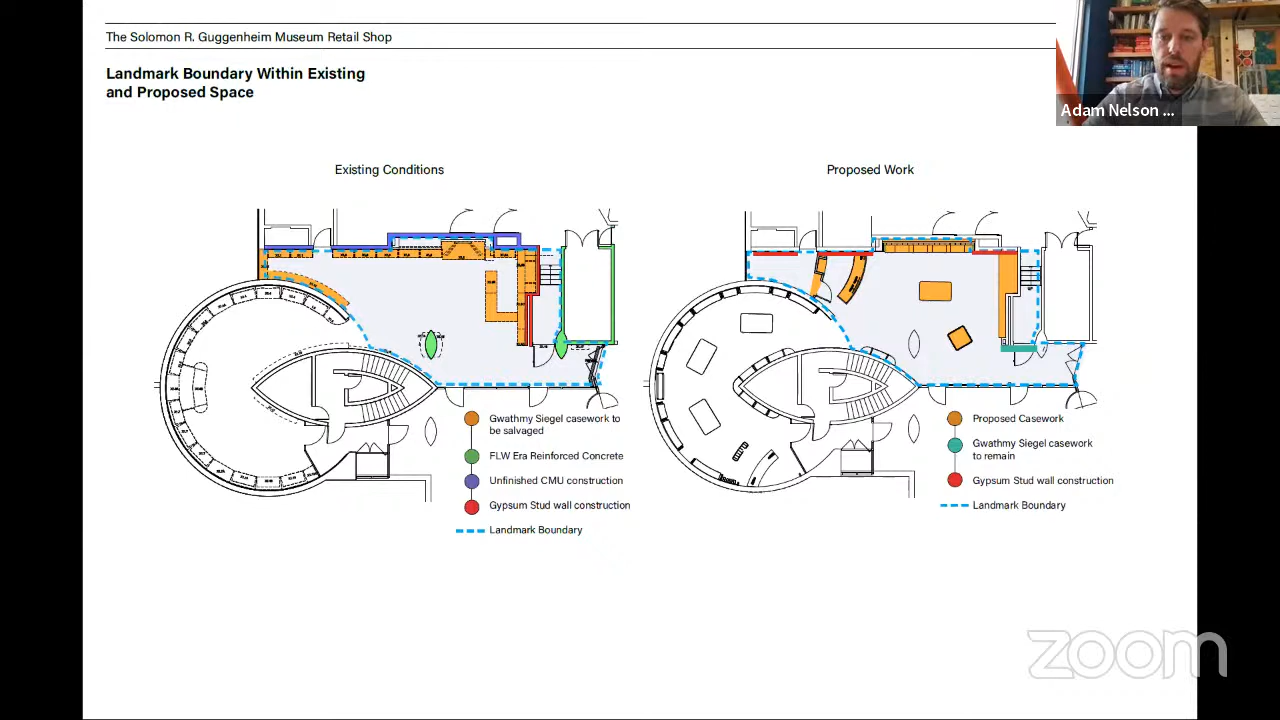 The Solomon R. Guggenheim Museum Retail Shop
Landmark Boundary Within Existing
and Proposed Space
Adam Nelson ...
Existing Conditions
Proposed Work
Gwathmy Siegel casework to
be salvaged
FLW Era Reinforced Concrete
Unfinished CMU construction
Gypsum Stud wall construction
Landmark Boundary
Proposed Casework
Gwathmy Siegel casework
to remain
Gypsum Stud wall construction
Landmark Boundary
zoom